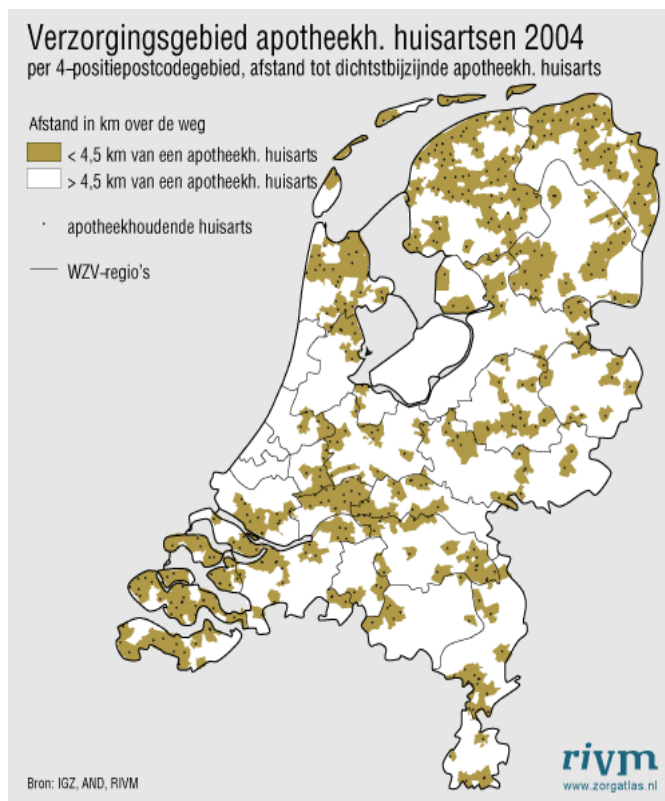 Verzorgingsgebied apotheekh. huisartsen 2004
per 4-positiepostcodegebied, afstand tot dichtstbijzijnde apotheekh. huisarts
Afstand in km over de weg
< 4,5 km van een apotheekh. huisarts
> 4,5 km van een apotheekh. huisarts
apotheekhoudende huisarts
WZV-regio's
Bron: IGZ, AND, RIVM
rivm
www.zorgatlas.nl